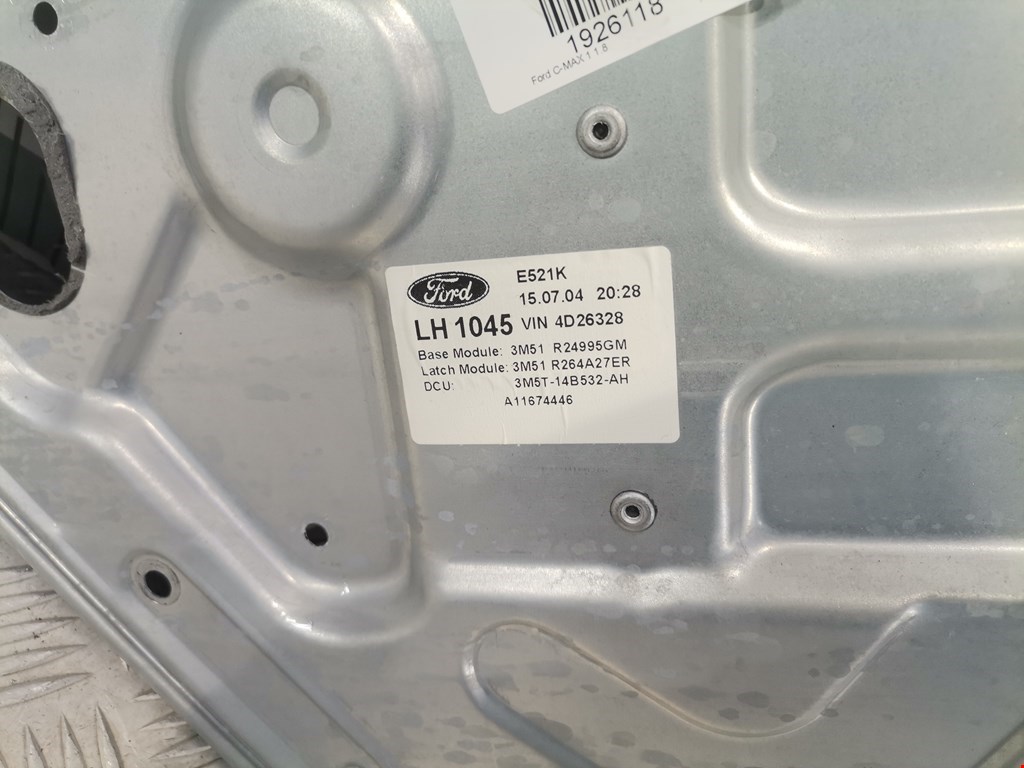 1926118
Ford C-MAX 1 1.8
Ford E521K
15.07.04 20:28
LH 1045 VIN 4D26328
Base Module: 3M51 R24995GM
Latch Module: 3M51 R264A27ER
DCU: 3M5T-14B532-AH
A11674446